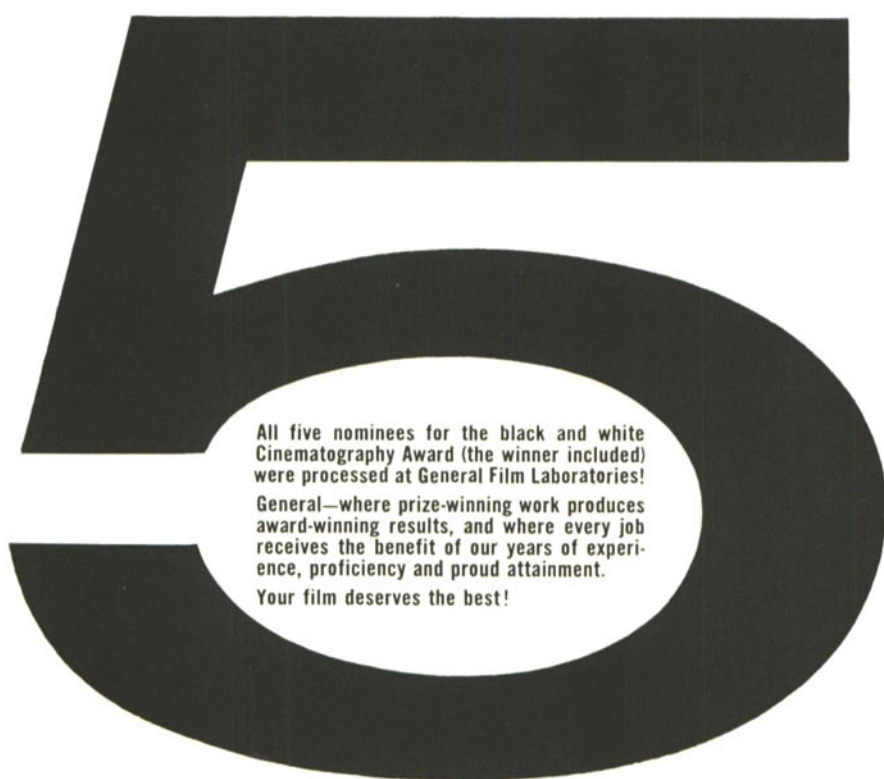 5
All five nominees for the black and white
Cinematography Award (the winner included)
were processed at General Film Laboratories!
General—where prize-winning work produces
award-winning results, and where every job
receives the benefit of our years of experi-
ence, proficiency and proud attainment.
Your film deserves the best!